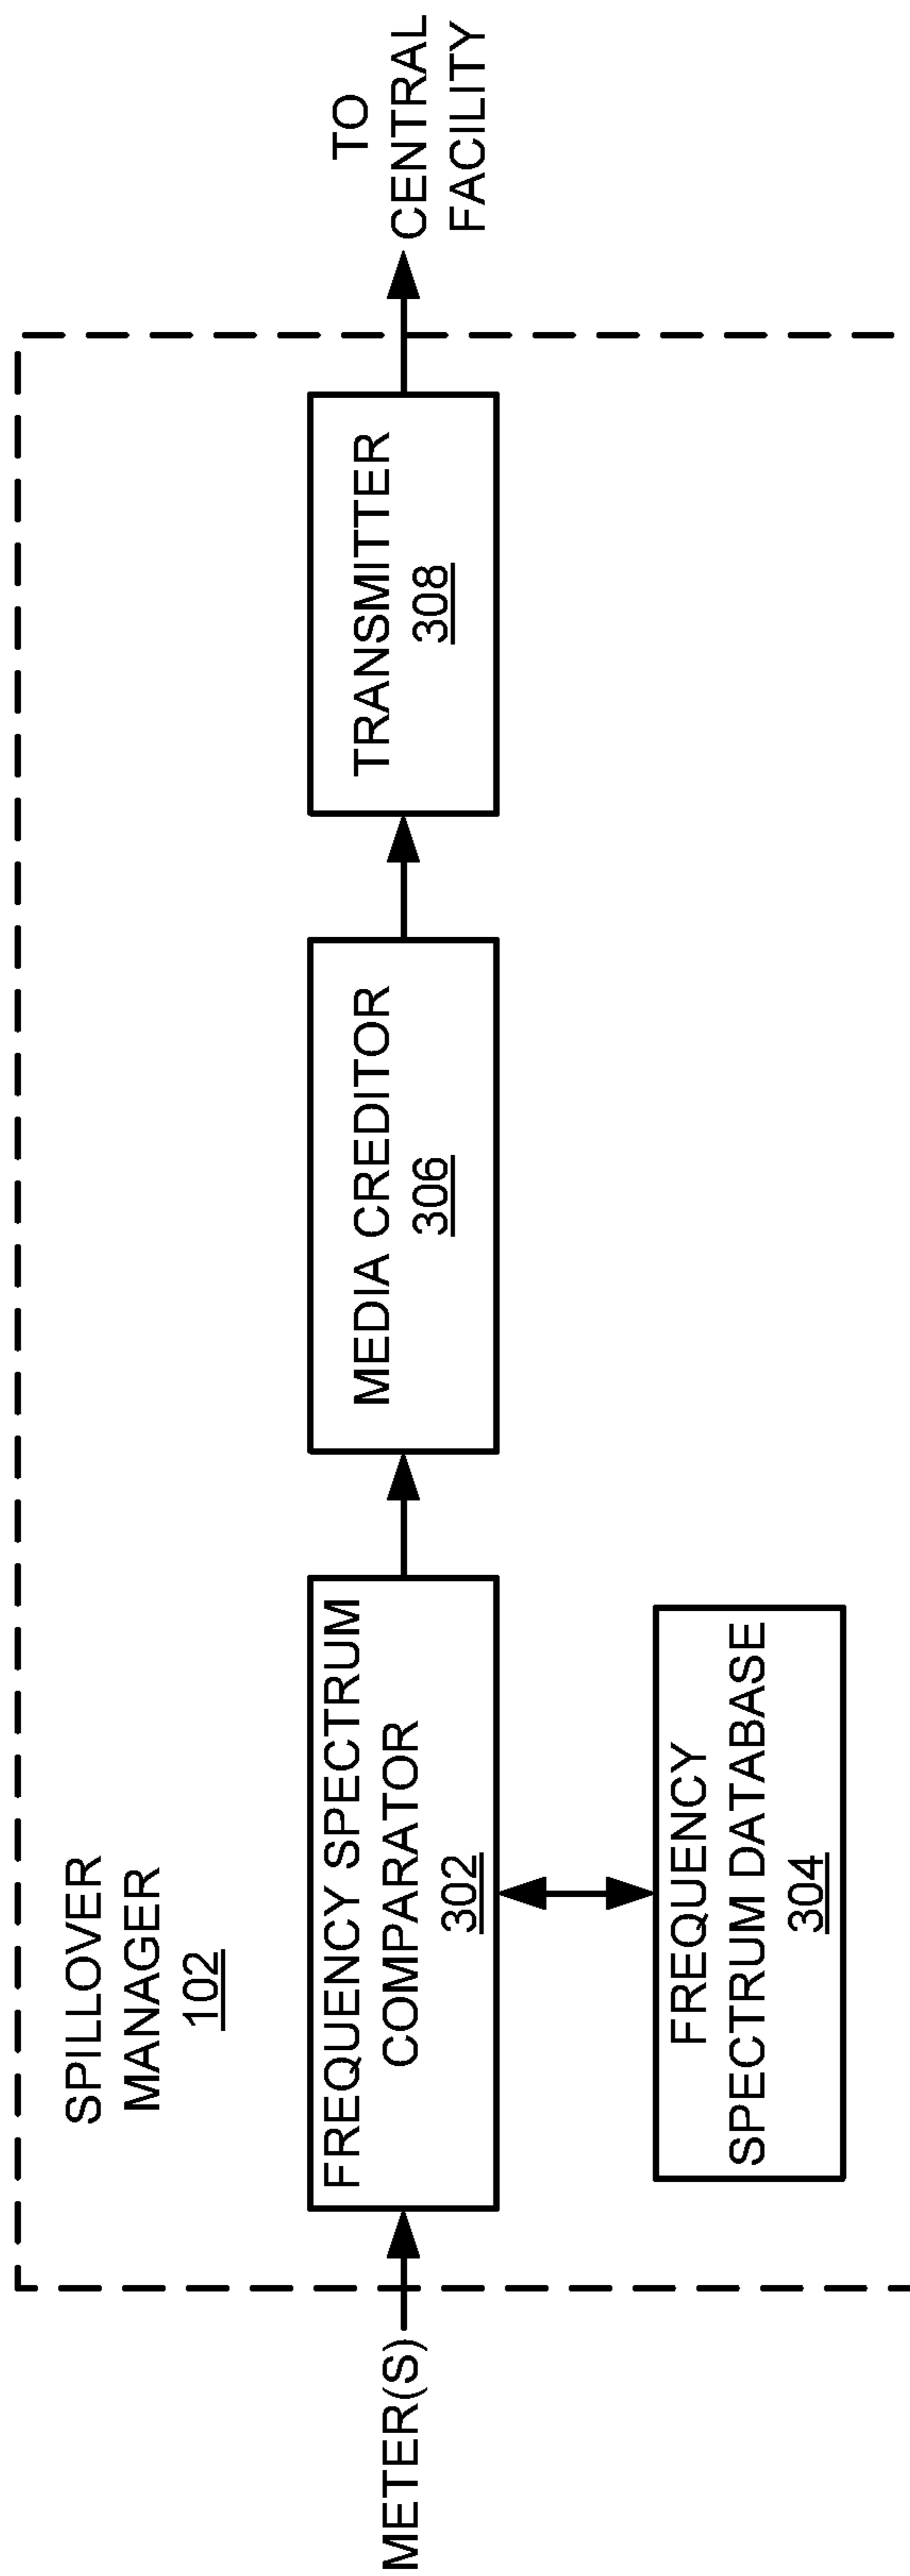 SPILLOVER
MANAGER
102
METER(S)
FREQUENCY SPECTRUM
COMPARATOR
302
FREQUENCY
SPECTRUM DATABASE
304
MEDIA CREDITOR
306
TRANSMITTER
308
TO
CENTRAL
FACILITY